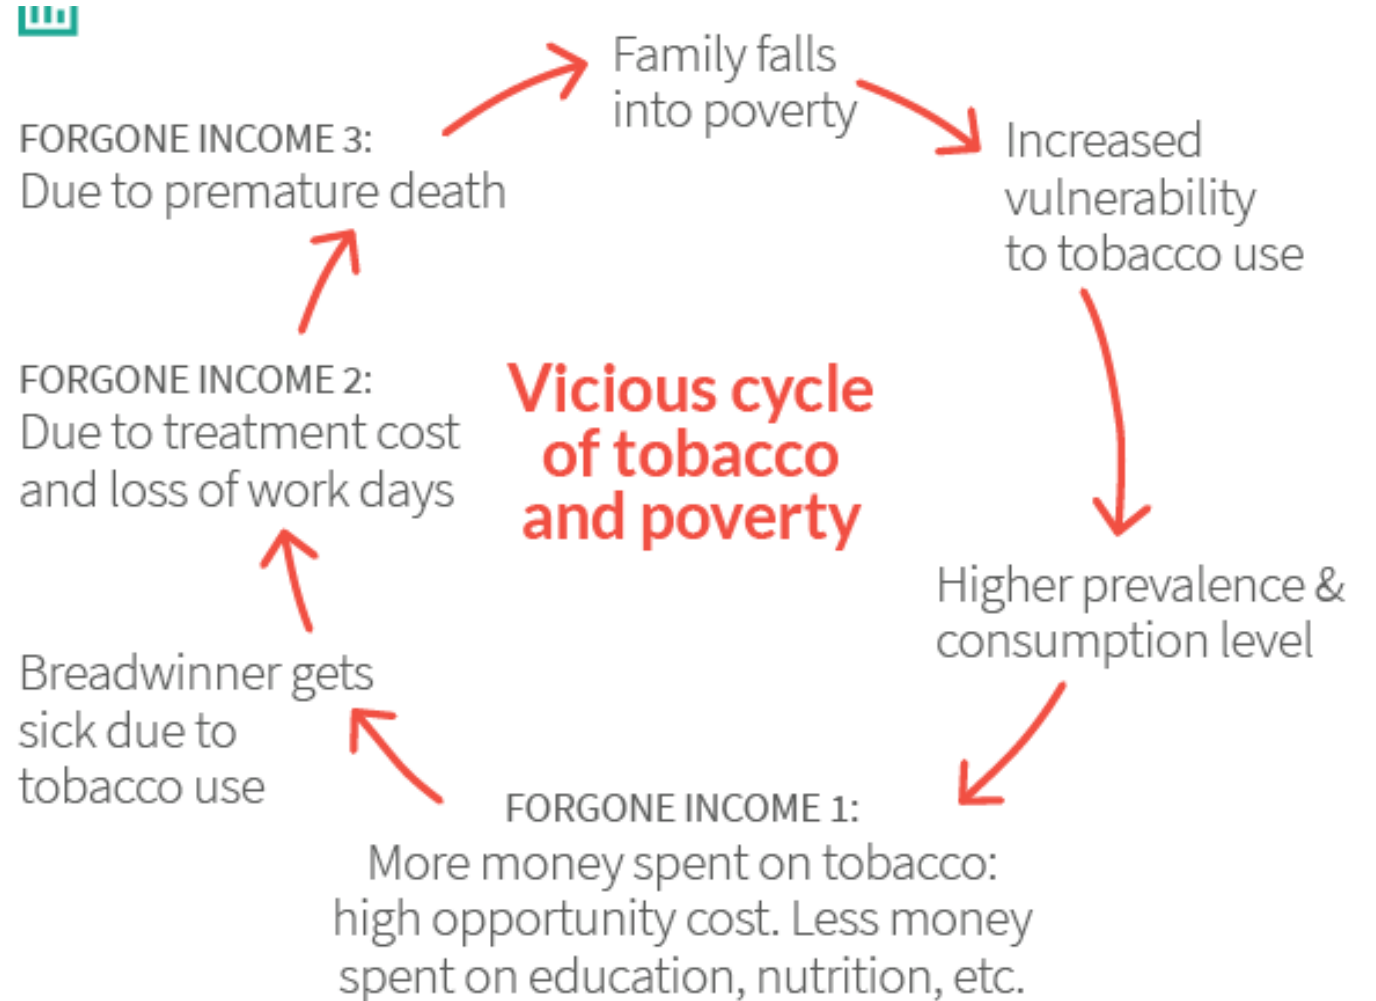 Family falls
into poverty
Increased
vulnerability
to tobacco use
Higher prevalence &
consumption level
FORGONE INCOME 1:
More money spent on tobacco:
high opportunity cost. Less money
spent on education, nutrition, etc.
Breadwinner gets
sick due to
tobacco use
FORGONE INCOME 2:
Due to treatment cost
and loss of work days
FORGONE INCOME 3:
Due to premature death
Vicious cycle
of tobacco
and poverty